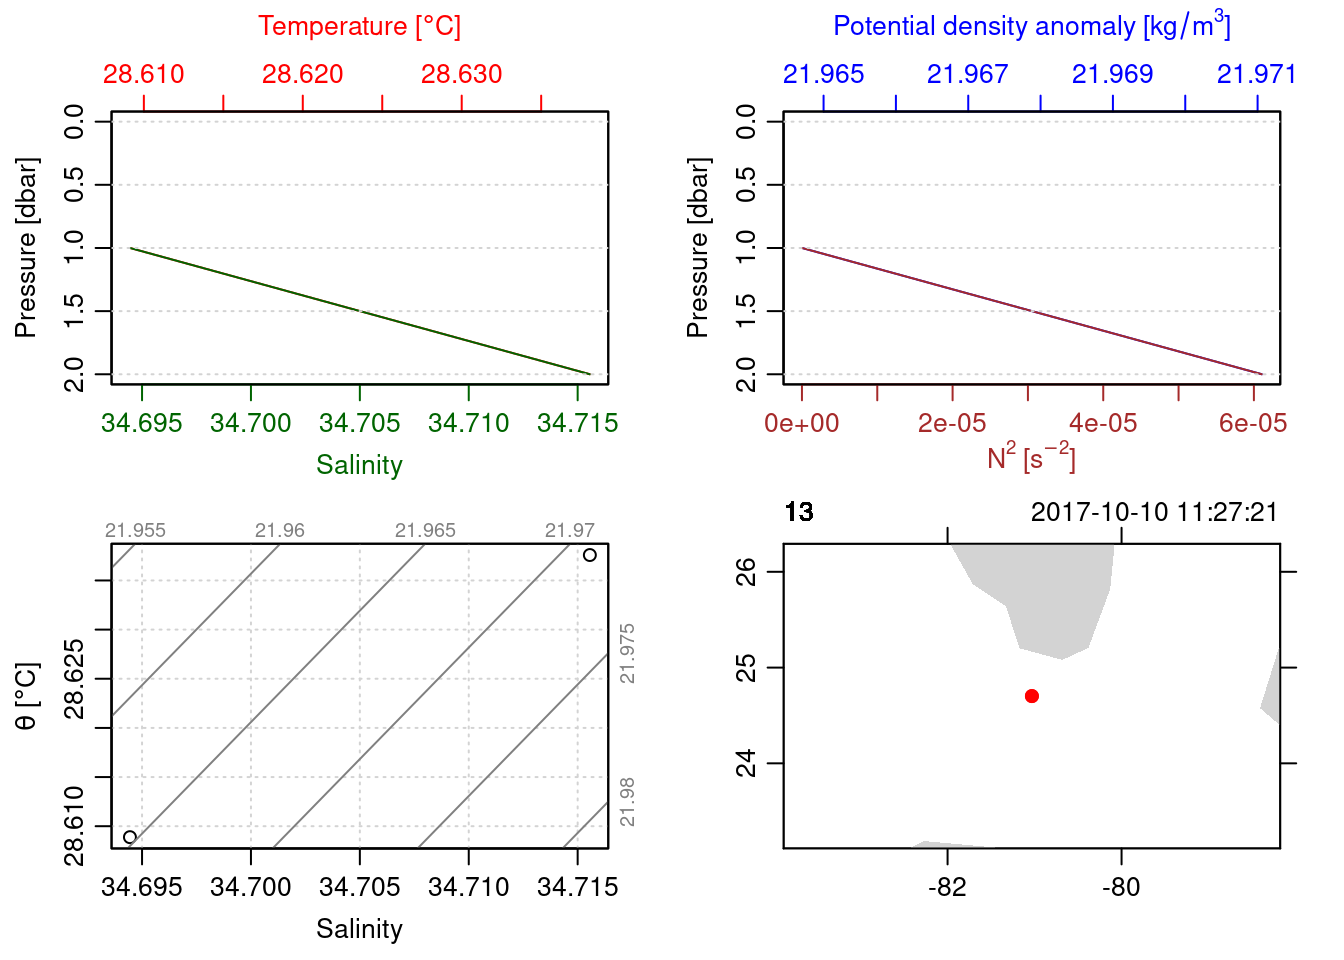 Temperature [°C]
28.610 28.620 28.630
0.0
0.5
1.0
1.5
2.0
Pressure [dbar]
34.695 34.700 34.705 34.710 34.715
Salinity
Potential density anomaly [kg/m³]
21.965 21.967 21.969 21.971
0.0
0.5
1.0
1.5
2.0
Pressure [dbar]
0e+00 2e-05 4e-05 6e-05
N² [s⁻²]
21.955 21.96 21.965 21.97
21.975
21.98
28.625
28.610
θ [°C]
34.695 34.700 34.705 34.710 34.715
Salinity
13 2017-10-10 11:27:21
26
25
24
-82 -80